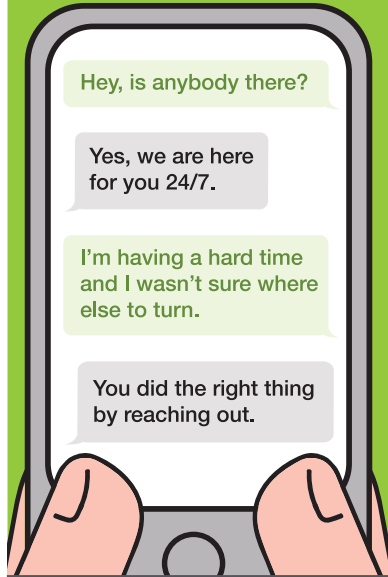 Hey, is anybody there?
Yes, we are here
for you 24/7.
I’m having a hard time
and I wasn't sure where
else to turn.
You did the right thing
by reaching out.